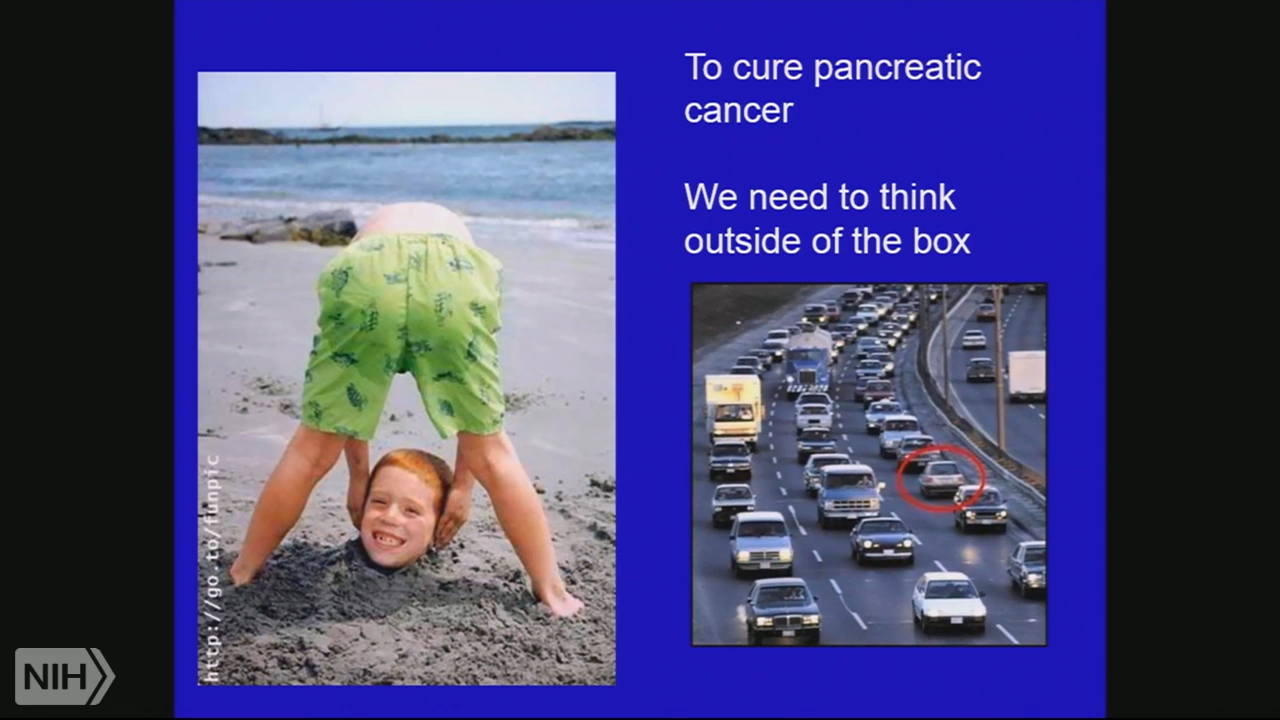 To cure pancreatic
cancer
We need to think
outside of the box
http://go.to/funpic
NIH